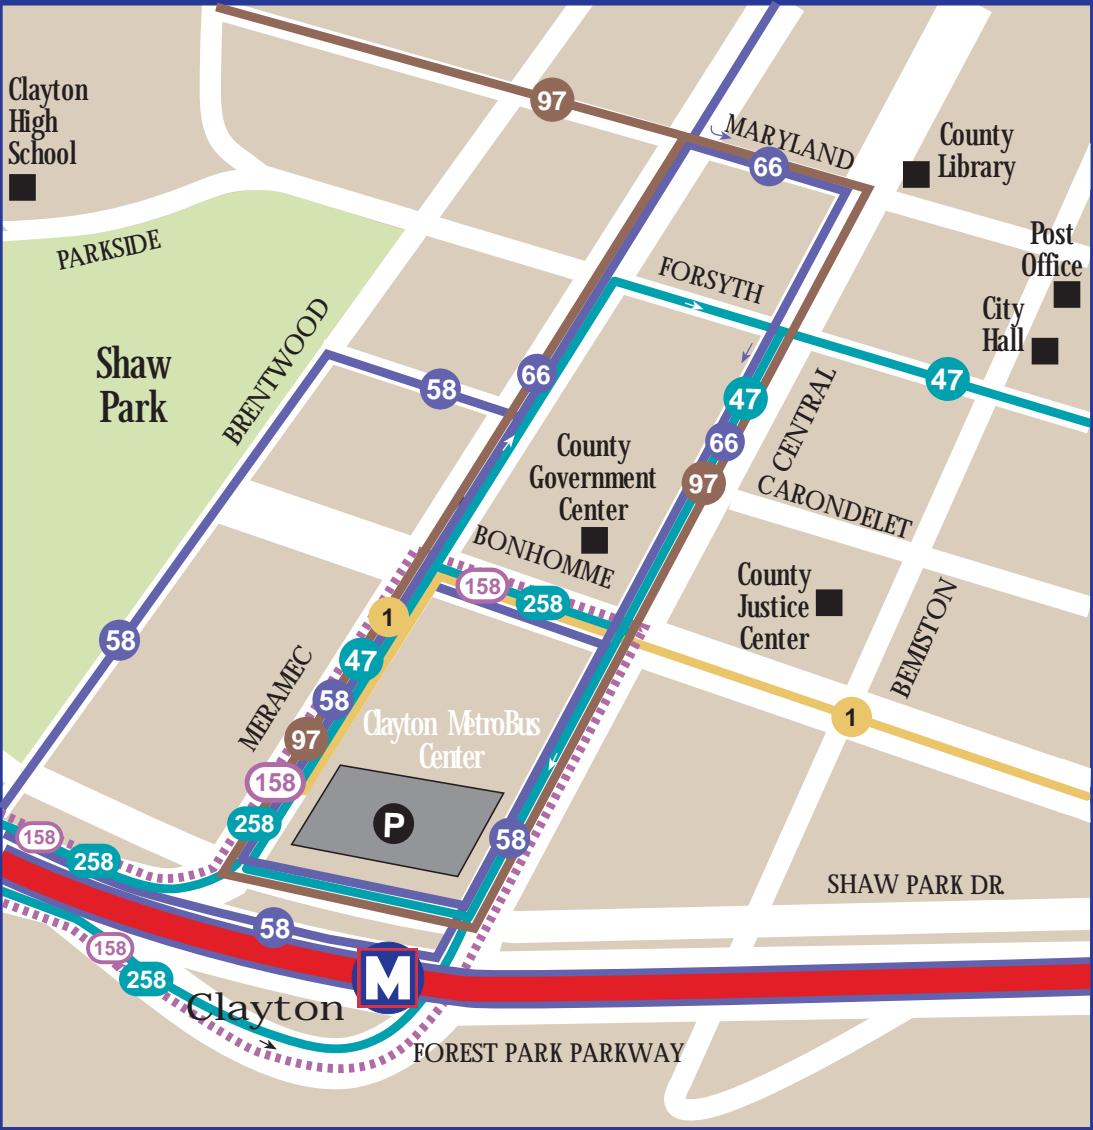 97
Clayton
High
School
MARYLAND
County
Library
66
PARKSIDE
Post
Office
FORSYTH
City
Hall
BRENTWOOD
Shaw
Park
58
66
47
47
CENTRAL
66
County
Government
Center
97
CARONDELET
BONHOMME
158
258
County
Justice
Center
BEMISTON
1
58
47
MERAMEC
58
97
Clayton MetroBus
Center
1
158
258
P
158
258
58
SHAW PARK DR.
58
158
258
M
Clayton
FOREST PARK PARKWAY